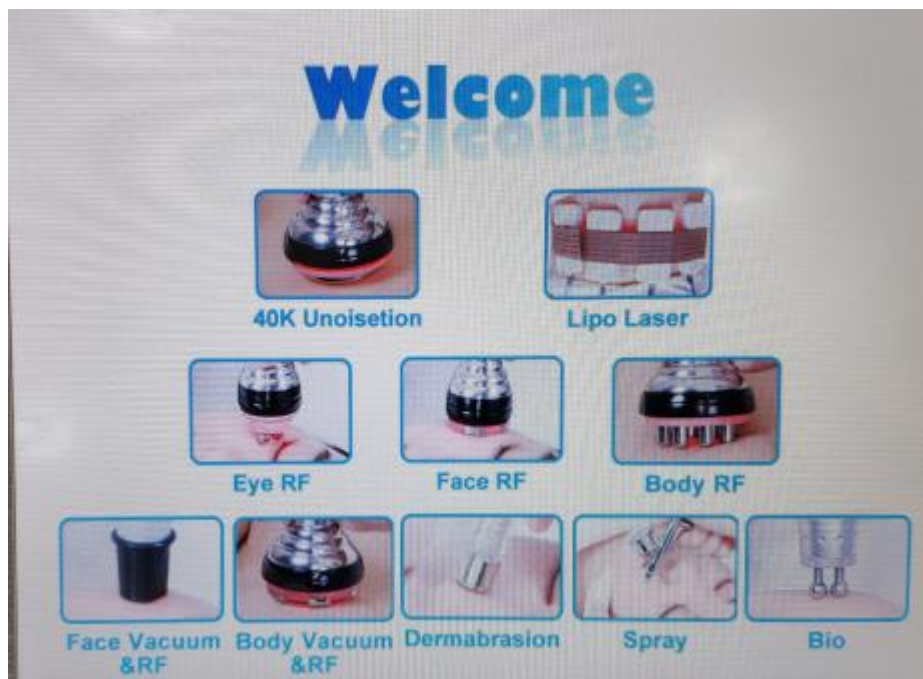 Welcome
40K Unoisetion
Lipo Laser
Eye RF
Face RF
Body RF
Face Vacuum
&RF
Body Vacuum
&RF
Dermabrasion
Spray
Bio